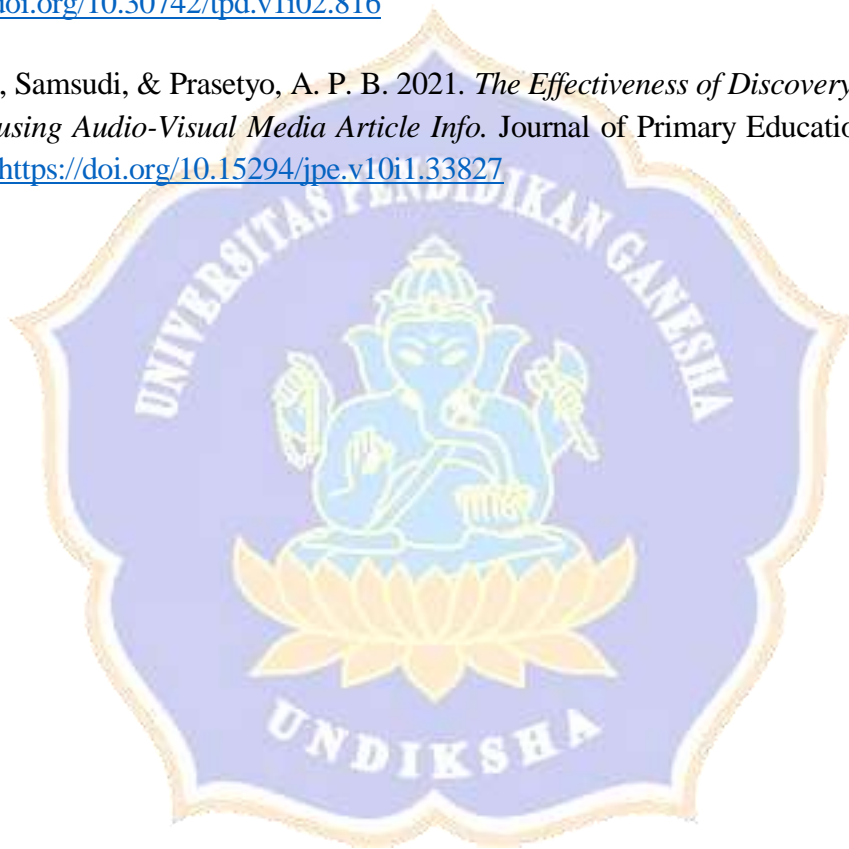 doi.org/10.30742/tpd.v1i02.816
, Samsudi, & Prasetyo, A. P. B. 2021. The Effectiveness of Discovery
using Audio-Visual Media Article Info. Journal of Primary Educatio
https://doi.org/10.15294/jpe.v10i1.33827
UNIVERSITAS PENDIDIKAN GANESHA
UNDIKSHA